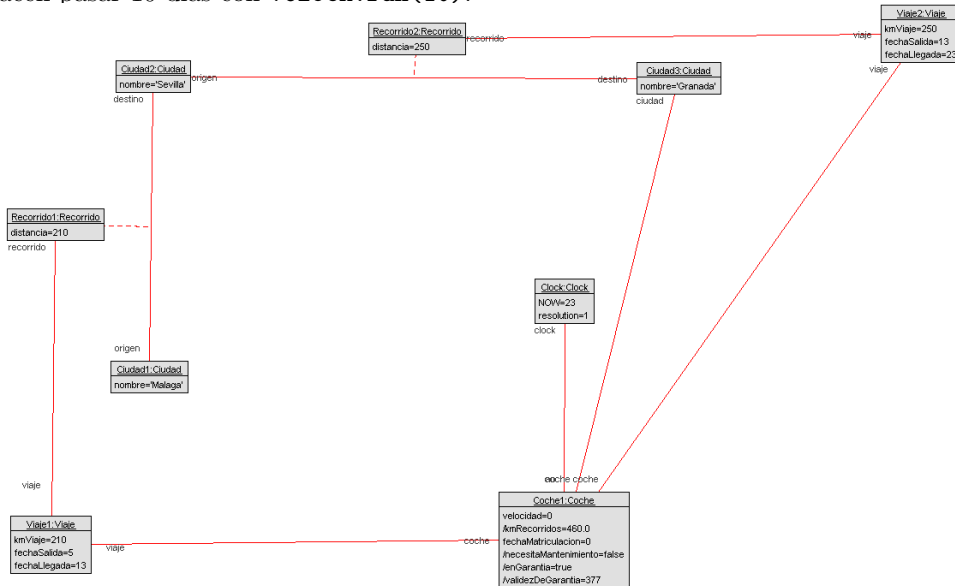 Recorrido2:Recorrido
distancia=250
recorrido
viaje
Viaje2:Viaje
kmViaje=250
fechaSalida=13
fechaLlegada=23
viaje
Ciudad2:Ciudad
nombre='Sevilla'
origen
destino
destino
Ciudad3:Ciudad
nombre='Granada'
ciudad
Recorrido1:Recorrido
distancia=210
recorrido
Clock:Clock
NOW=23
resolution=1
clock
origen
Ciudad1:Ciudad
nombre='Malaga'
viaje
coche coche
Viaje1:Viaje
kmViaje=210
fechaSalida=5
fechaLlegada=13
viaje
coche
Coche1:Coche
velocidad=0
/kmRecorridos=460.0
fechaMatriculacion=0
/necesitaMantenimiento=false
/enGarantia=true
/validezDeGarantia=377